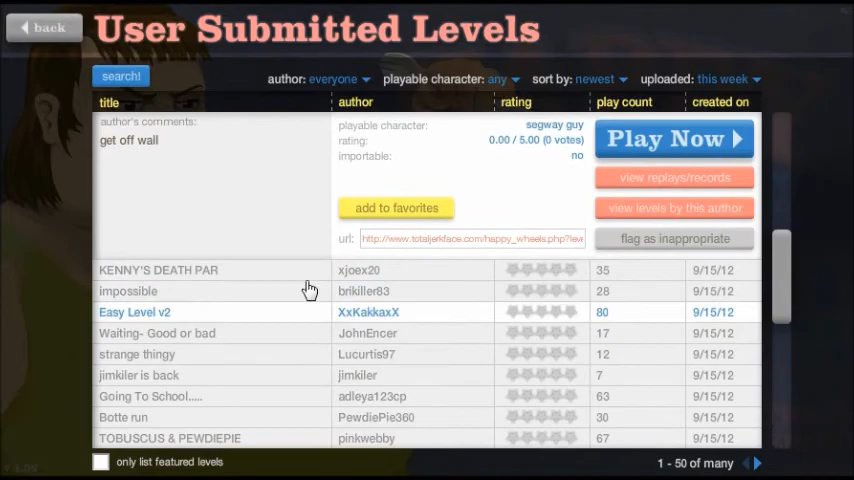 back
User Submitted Levels
search!
author: everyone playable character: any sort by: newest uploaded: this week
title author rating play count created on
author's comments:
get off wall
playable character: segway guy
rating: 0.00 / 5.00 (0 votes)
importable: no
Play Now
view replays/records
add to favorites
view levels by this author
url: http://www.totaljerkface.com/happy_wheels.php?leve
flag as inappropriate
KENNY'S DEATH PAR xjoex20 35 9/15/12
impossible brikiller83 28 9/15/12
Easy Level v2 XxKakkaxX 80 9/15/12
Waiting- Good or bad JohnEncer 17 9/15/12
strange thingy Lucurtis97 12 9/15/12
jimkiler is back jimkiler 7 9/15/12
Going To School..... adleya123cp 63 9/15/12
Botte run PewdiePie360 30 9/15/12
TOBUSCUS & PEWDIEPIE pinkwebby 67 9/15/12
only list featured levels
1 - 50 of many